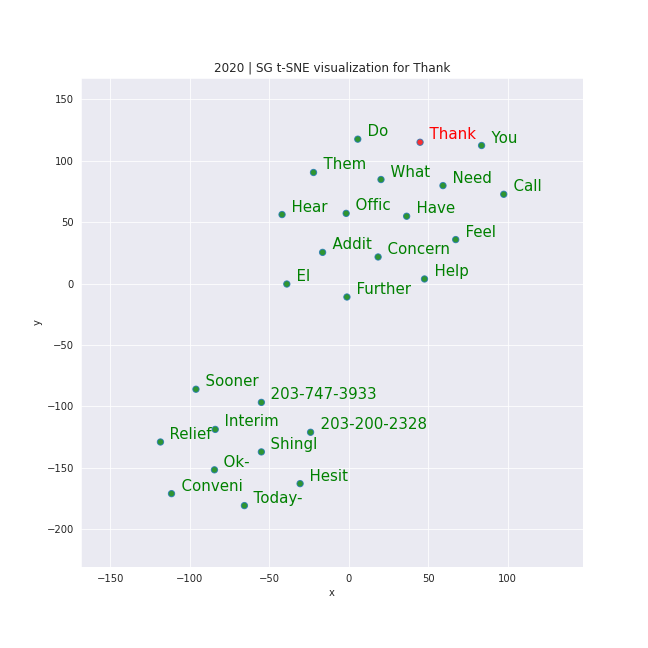 2020 | SG t-SNE visualization for Thank
150
100
50
0
−50
−100
−150
−200
y
Do
Thank
You
Them
What
Need
Call
Hear
Offic
Have
Feel
Addit
Concern
Help
El
Further
Sooner
203-747-3933
Interim
203-200-2328
Relief
Shingl
Ok-
Hesit
Conveni
Today-
−150
−100
−50
0
50
100
x